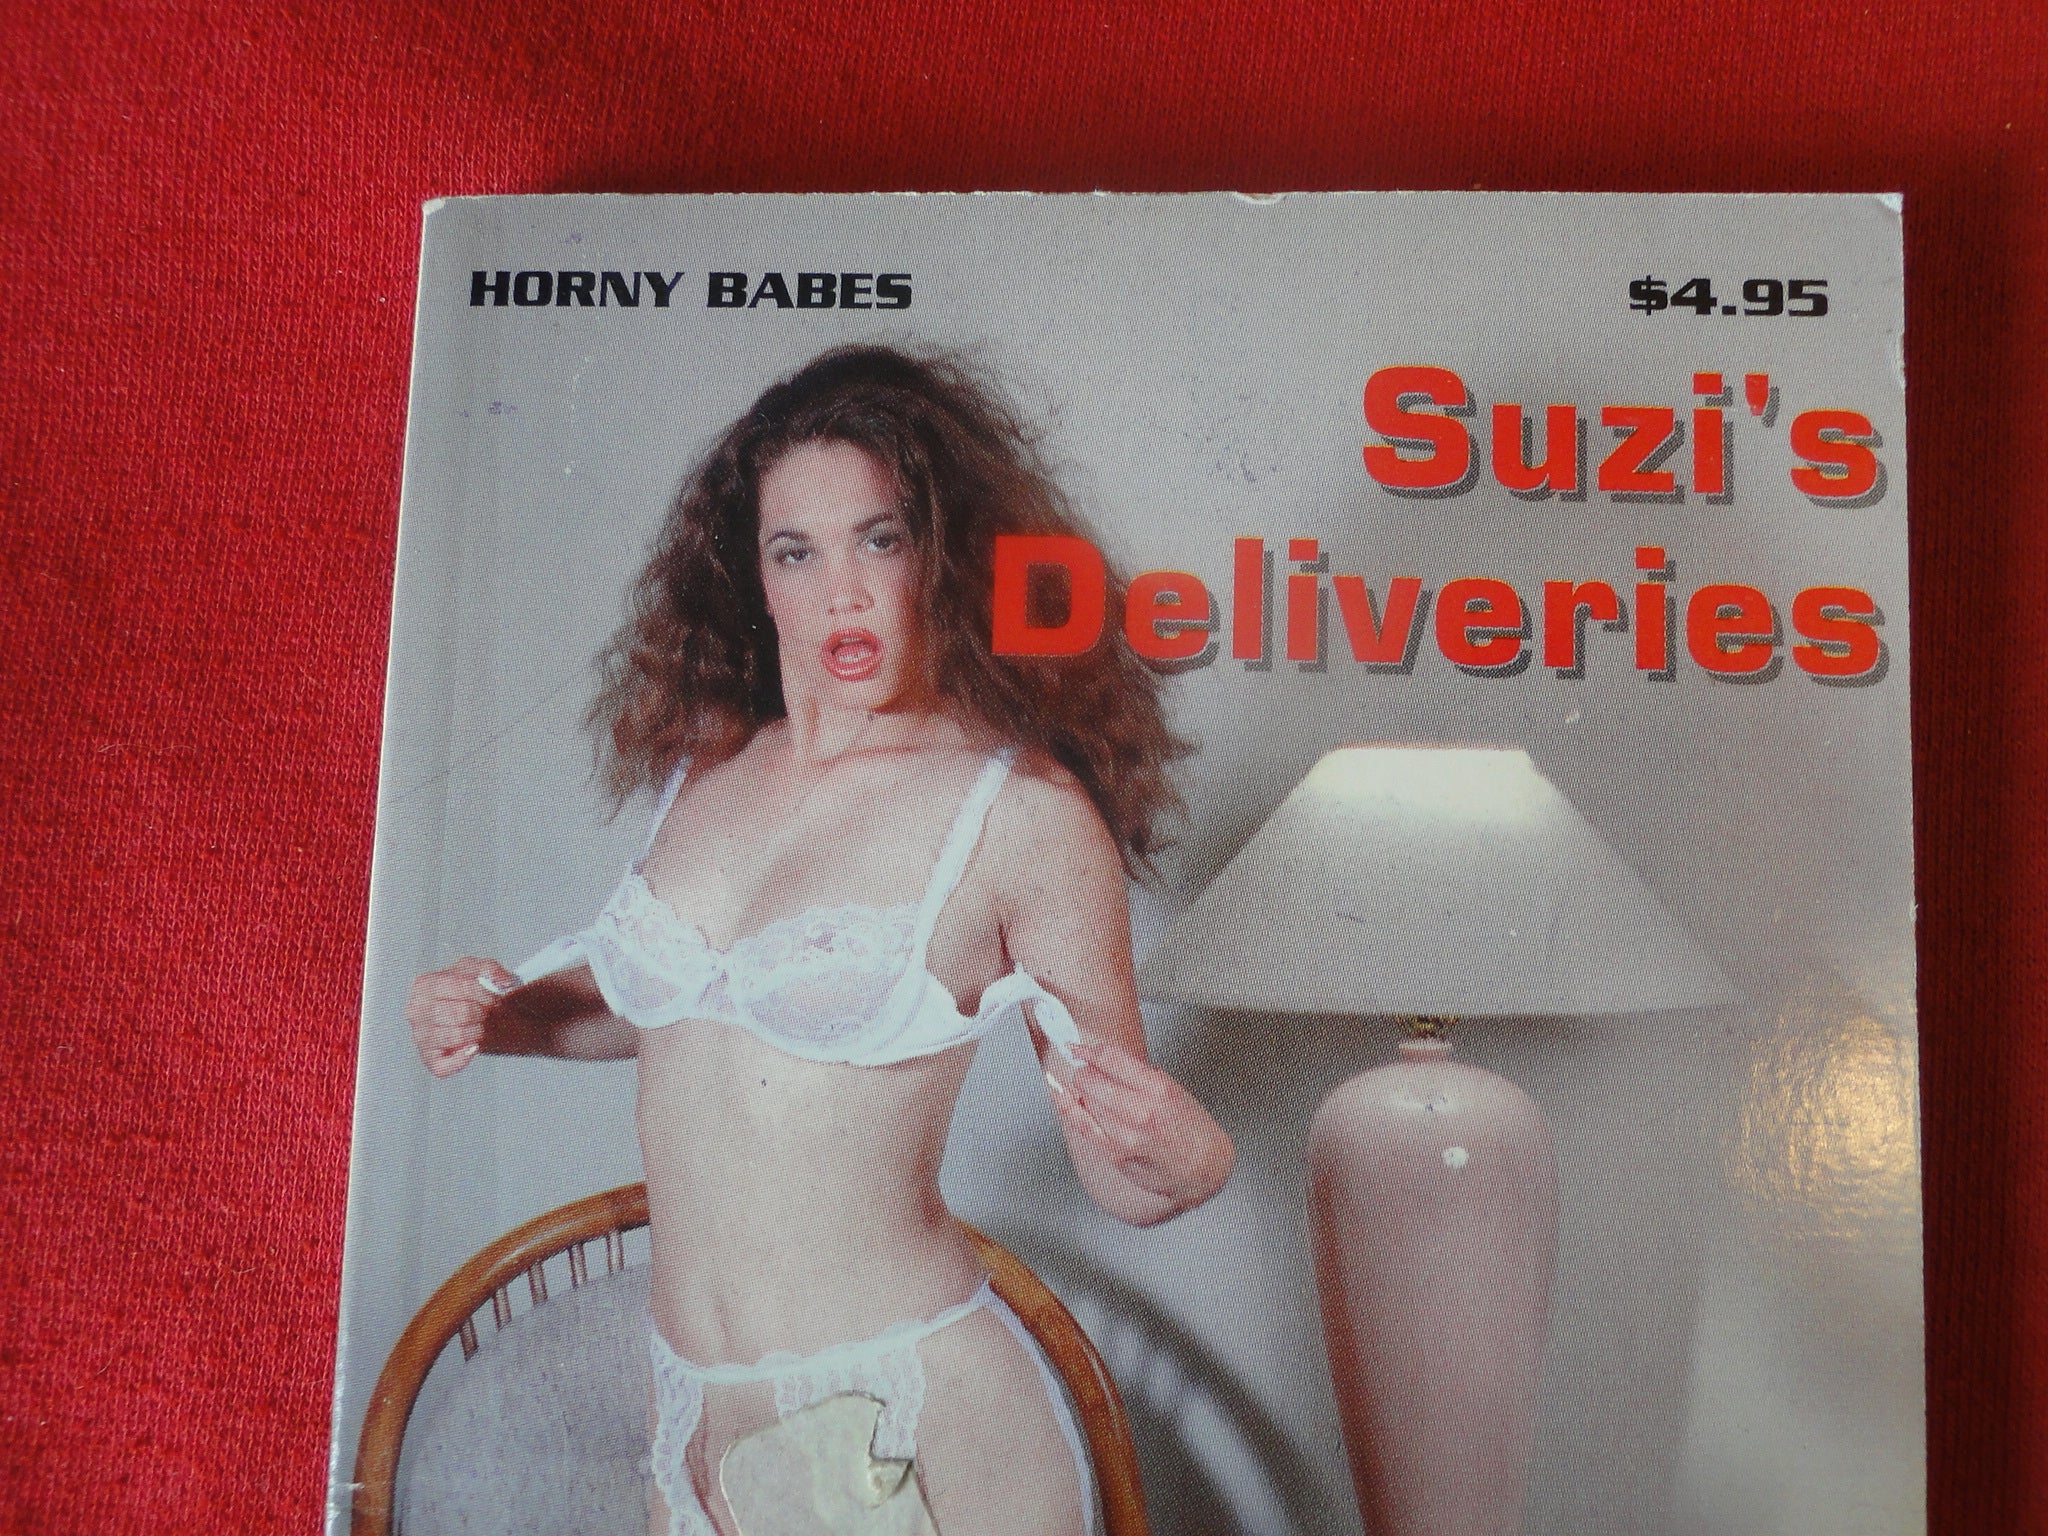 HORNY BABES
$4.95
Suzi's
Deliveries